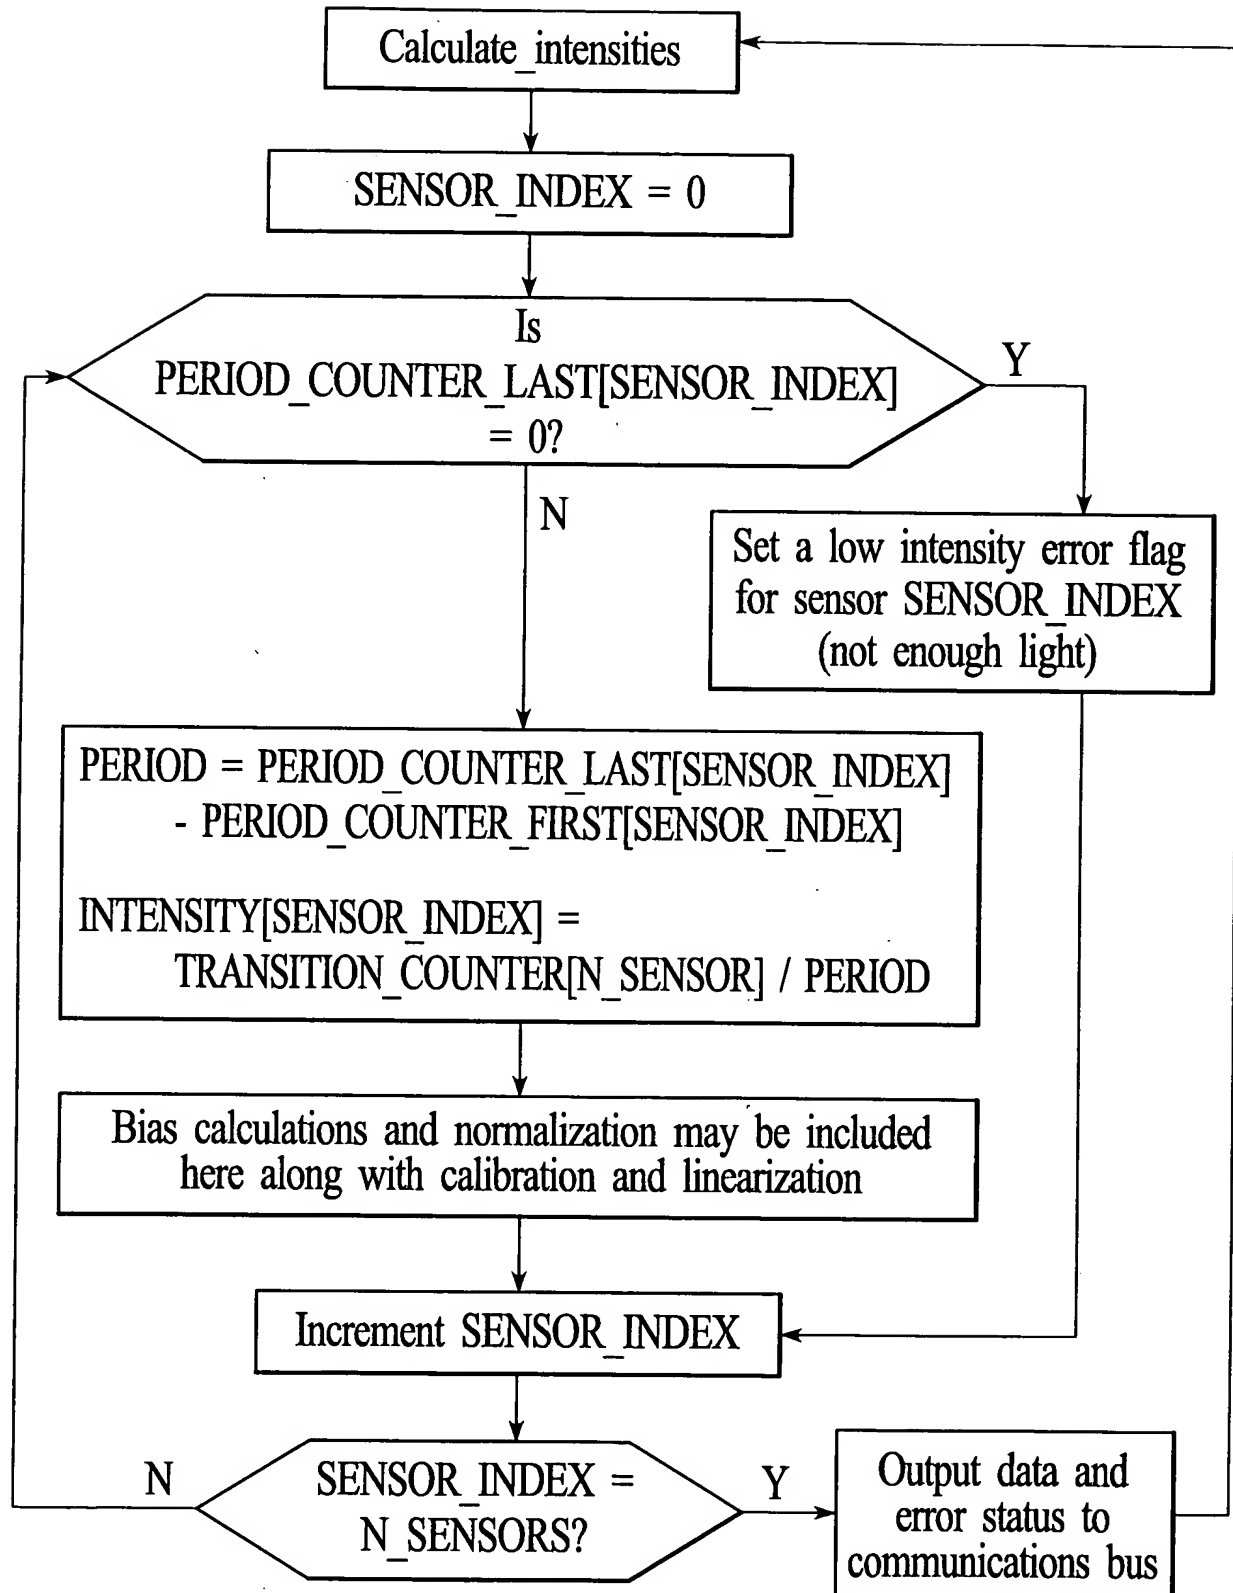 Calculate_intensities
SENSOR_INDEX = 0
Is
PERIOD_COUNTER_LAST[SENSOR_INDEX]
= 0?
Y
N
Set a low intensity error flag
for sensor SENSOR_INDEX
(not enough light)
PERIOD = PERIOD_COUNTER_LAST[SENSOR_INDEX]
- PERIOD_COUNTER_FIRST[SENSOR_INDEX]
INTENSITY[SENSOR_INDEX] =
TRANSITION_COUNTER[N_SENSOR] / PERIOD
Bias calculations and normalization may be included
here along with calibration and linearization
Increment SENSOR_INDEX
N
SENSOR_INDEX =
N_SENSORS?
Y
Output data and
error status to
communications bus